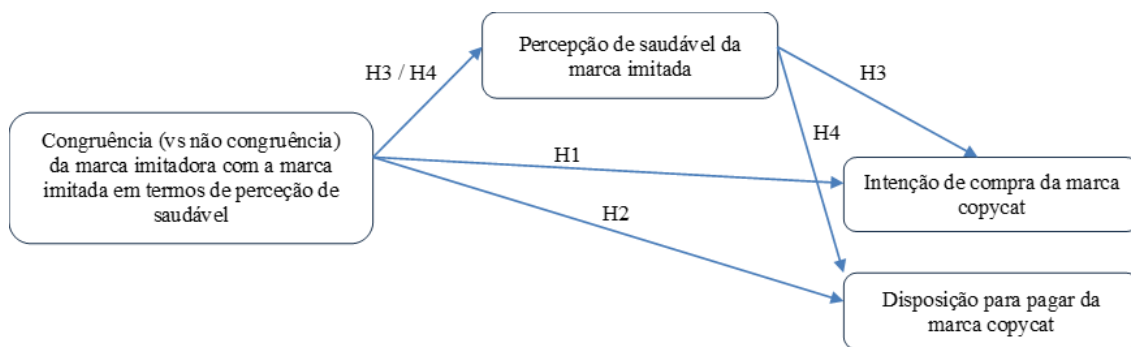 Percepção de saudável da
marca imitada
H3 / H4
H3
Congruência (vs não congruência)
da marca imitadora com a marca
imitada em termos de perceção de
saudável
H4
H1
Intenção de compra da marca
copycat
H2
Disposição para pagar da
marca copycat